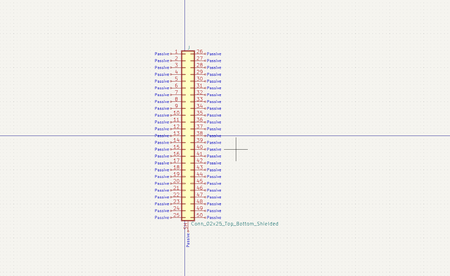 J
Passive 1 26 Passive
Passive 2 27 Passive
Passive 3 28 Passive
Passive 4 29 Passive
Passive 5 30 Passive
Passive 6 31 Passive
Passive 7 32 Passive
Passive 8 33 Passive
Passive 9 34 Passive
Passive 10 35 Passive
Passive 11 36 Passive
Passive 12 37 Passive
Passive 13 38 Passive
Passive 14 39 Passive
Passive 15 40 Passive
Passive 16 41 Passive
Passive 17 42 Passive
Passive 18 43 Passive
Passive 19 44 Passive
Passive 20 45 Passive
Passive 21 46 Passive
Passive 22 47 Passive
Passive 23 48 Passive
Passive 24 49 Passive
Passive 25 50 Passive
Conn_02x25_Top_Bottom_Shielded
Passive